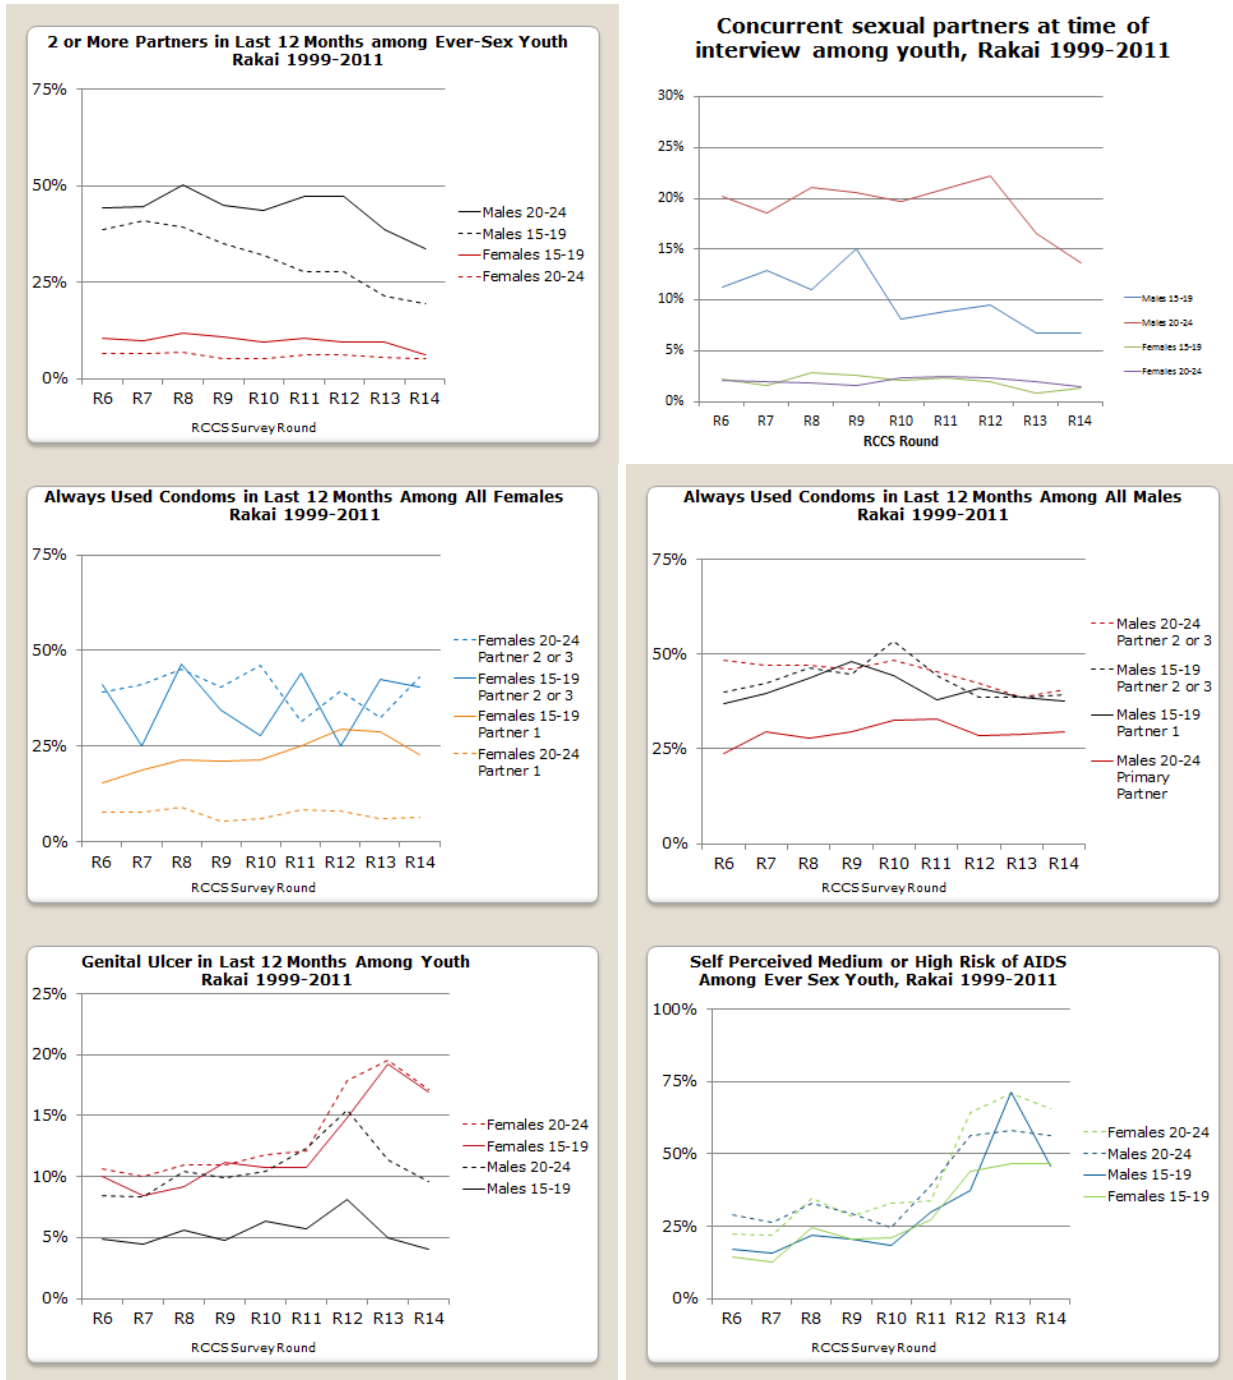 2 or More Partners in Last 12 Months among Ever-Sex Youth
Rakai 1999-2011
75%
50%
25%
0%
R6 R7 R8 R9 R10 R11 R12 R13 R14
RCCS Survey Round
Males 20-24
Males 15-19
Females 15-19
Females 20-24
Concurrent sexual partners at time of
interview among youth, Rakai 1999-2011
30%
25%
20%
15%
10%
5%
0%
R6 R7 R8 R9 R10 R11 R12 R13 R14
RCCS Round
Males 15-19
Males 20-24
Females 15-19
Females 20-24
Always Used Condoms in Last 12 Months Among All Females
Rakai 1999-2011
75%
50%
25%
0%
R6 R7 R8 R9 R10 R11 R12 R13 R14
RCCS Survey Round
Females 20-24
Partner 2 or 3
Females 15-19
Partner 2 or 3
Females 15-19
Partner 1
Females 20-24
Partner 1
Always Used Condoms in Last 12 Months Among All Males
Rakai 1999-2011
75%
50%
25%
0%
R6 R7 R8 R9 R10 R11 R12 R13 R14
RCCS Survey Round
Males 20-24
Partner 2 or 3
Males 15-19
Partner 2 or 3
Males 15-19
Partner 1
Males 20-24
Primary
Partner
Genital Ulcer in Last 12 Months Among Youth
Rakai 1999-2011
25%
20%
15%
10%
5%
0%
R6 R7 R8 R9 R10 R11 R12 R13 R14
RCCS Survey Round
Females 20-24
Females 15-19
Males 20-24
Males 15-19
Self Perceived Medium or High Risk of AIDS
Among Ever Sex Youth, Rakai 1999-2011
100%
75%
50%
25%
0%
R6 R7 R8 R9 R10 R11 R12 R13 R14
RCCS Survey Round
Females 20-24
Males 20-24
Males 15-19
Females 15-19